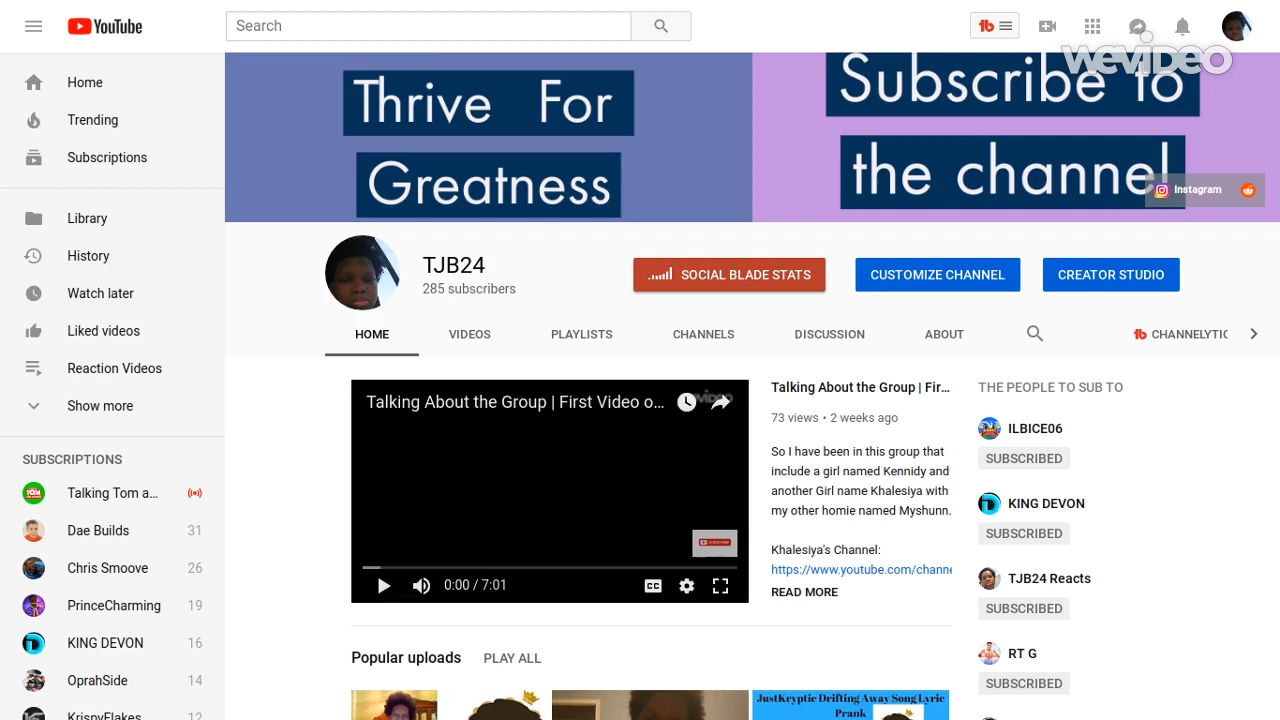 YouTube
Search
WEVIDEO
Home
Trending
Subscriptions
Library
History
Watch later
Liked videos
Reaction Videos
Show more
SUBSCRIPTIONS
Talking Tom a...
Dae Builds 31
Chris Smoove 26
PrinceCharming 19
KING DEVON 16
OprahSide 14
KrispyFlakes 12
Thrive For
Greatness
Subscribe to
the channel
Instagram
TJB24
285 subscribers
SOCIAL BLADE STATS
CUSTOMIZE CHANNEL
CREATOR STUDIO
HOME VIDEOS PLAYLISTS CHANNELS DISCUSSION ABOUT CHANNELYTIC
Talking About the Group | First Video o...
0:00 / 7:01
CC
Talking About the Group | Fir...
73 views • 2 weeks ago
So I have been in this group that
include a girl named Kennidy and
another Girl name Khalesiya with
my other homie named Myshunn.
Khalesiya's Channel:
https://www.youtube.com/channe
READ MORE
Popular uploads PLAY ALL
JustKryptic Drifting Away Song Lyric
Prank
THE PEOPLE TO SUB TO
ILBICE06
SUBSCRIBED
KING DEVON
SUBSCRIBED
TJB24 Reacts
SUBSCRIBED
RT G
SUBSCRIBED